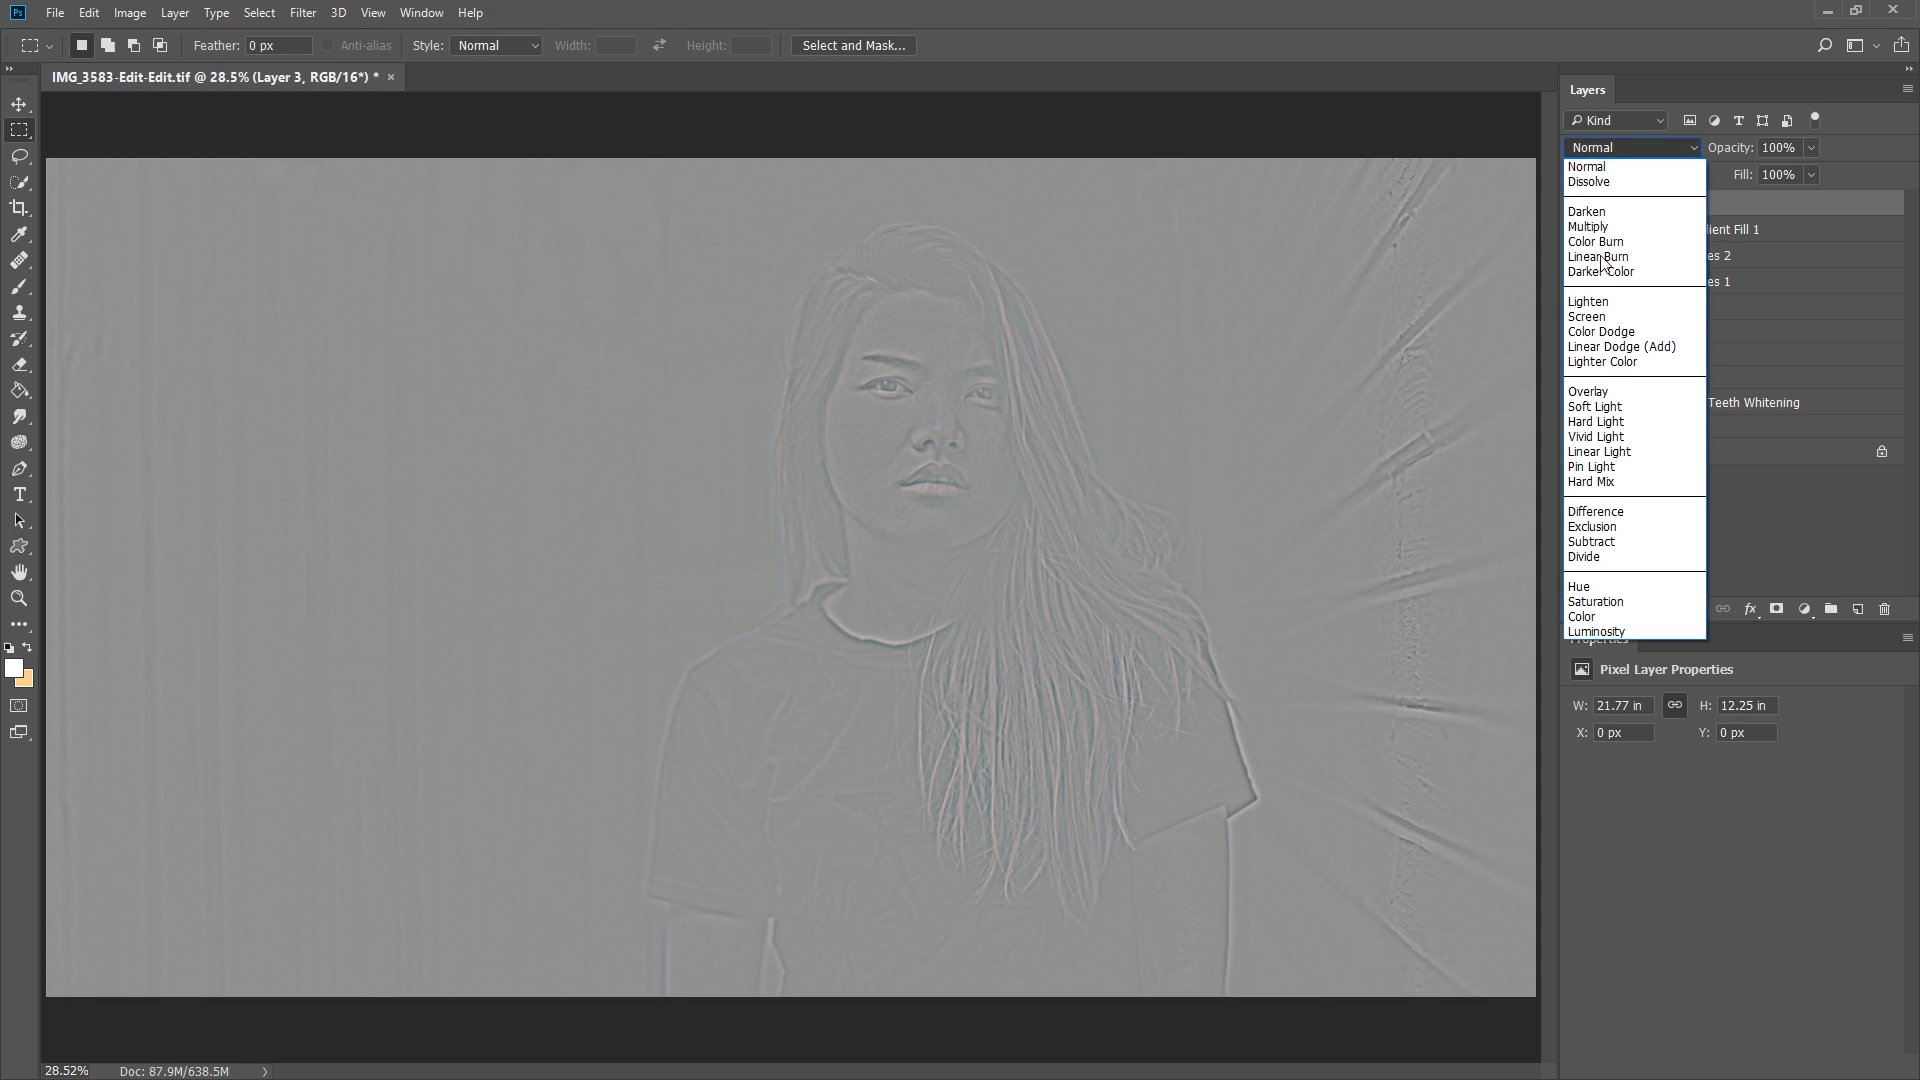 Ps File Edit Image Layer Type Select Filter 3D View Window Help
Feather: 0 px Anti-alias Style: Normal Width: Height: Select and Mask...
IMG_3583-Edit-Edit.tif @ 28.5% (Layer 3, RGB/16*) * ×
Layers
Kind
Normal Opacity: 100%
Fill: 100%
Normal
Dissolve
Darken
Multiply
Color Burn
Linear Burn
Darker Color
Lighten
Screen
Color Dodge
Linear Dodge (Add)
Lighter Color
Overlay
Soft Light
Hard Light
Vivid Light
Linear Light
Pin Light
Hard Mix
Difference
Exclusion
Subtract
Divide
Hue
Saturation
Color
Luminosity
ient Fill 1
es 2
es 1
Teeth Whitening
fx
Properties
Pixel Layer Properties
W: 21.77 in H: 12.25 in
X: 0 px Y: 0 px
28.52% Doc: 87.9M/638.5M